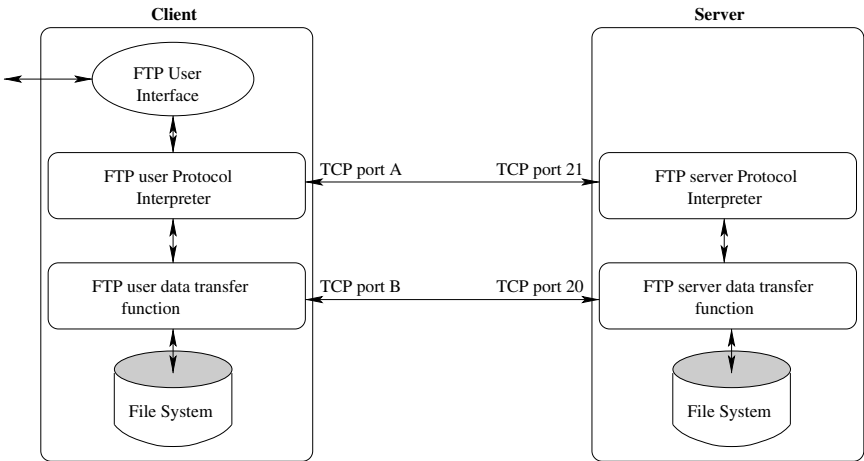 Client
Server
FTP User
Interface
FTP user Protocol
Interpreter
TCP port A
TCP port 21
FTP server Protocol
Interpreter
FTP user data transfer
function
TCP port B
TCP port 20
FTP server data transfer
function
File System
File System